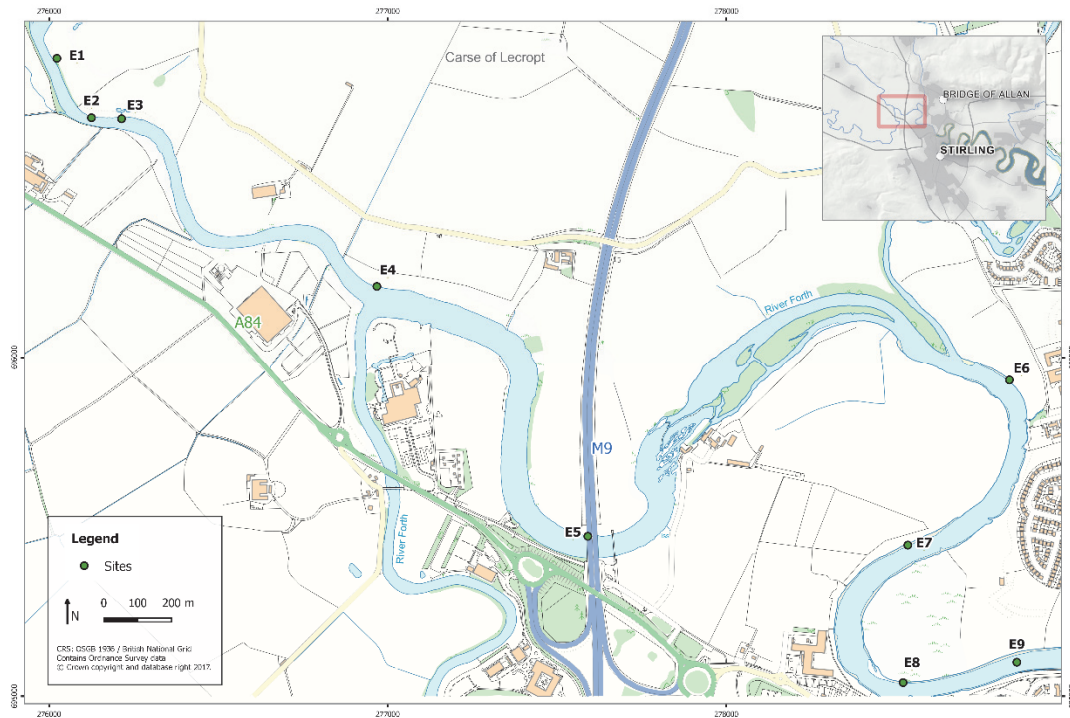 276000
277000
278000
E1
E2
E3
Carse of Lecropt
BRIDGE OF ALLAN
STIRLING
E4
River Forth
A84
E6
M9
E5
E7
River Forth
E8
E9
Legend
Sites
0 100 200 m
N
CRS: OSGB 1936 / British National Grid
Contains Ordnance Survey data
© Crown copyright and database right 2017.
696000
695000
276000
277000
278000